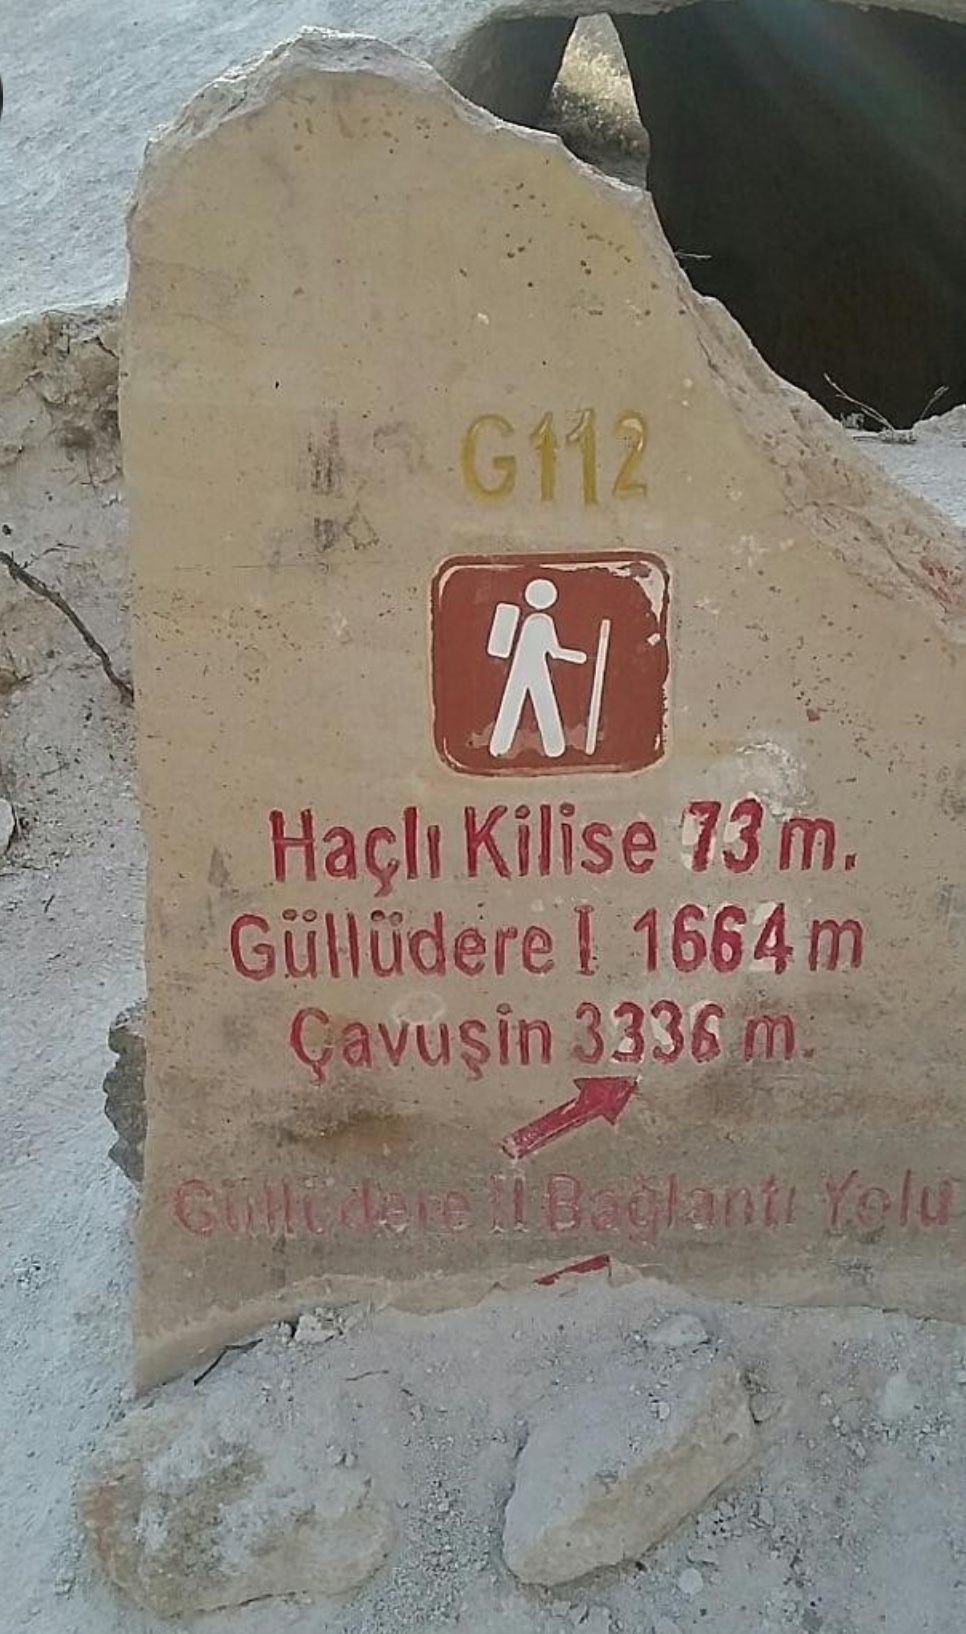 G112
Haçlı Kilise 73 m.
Güllüdere I 1664 m
Çavuşin 3336 m.
Güllüdere II Bağlantı Yolu